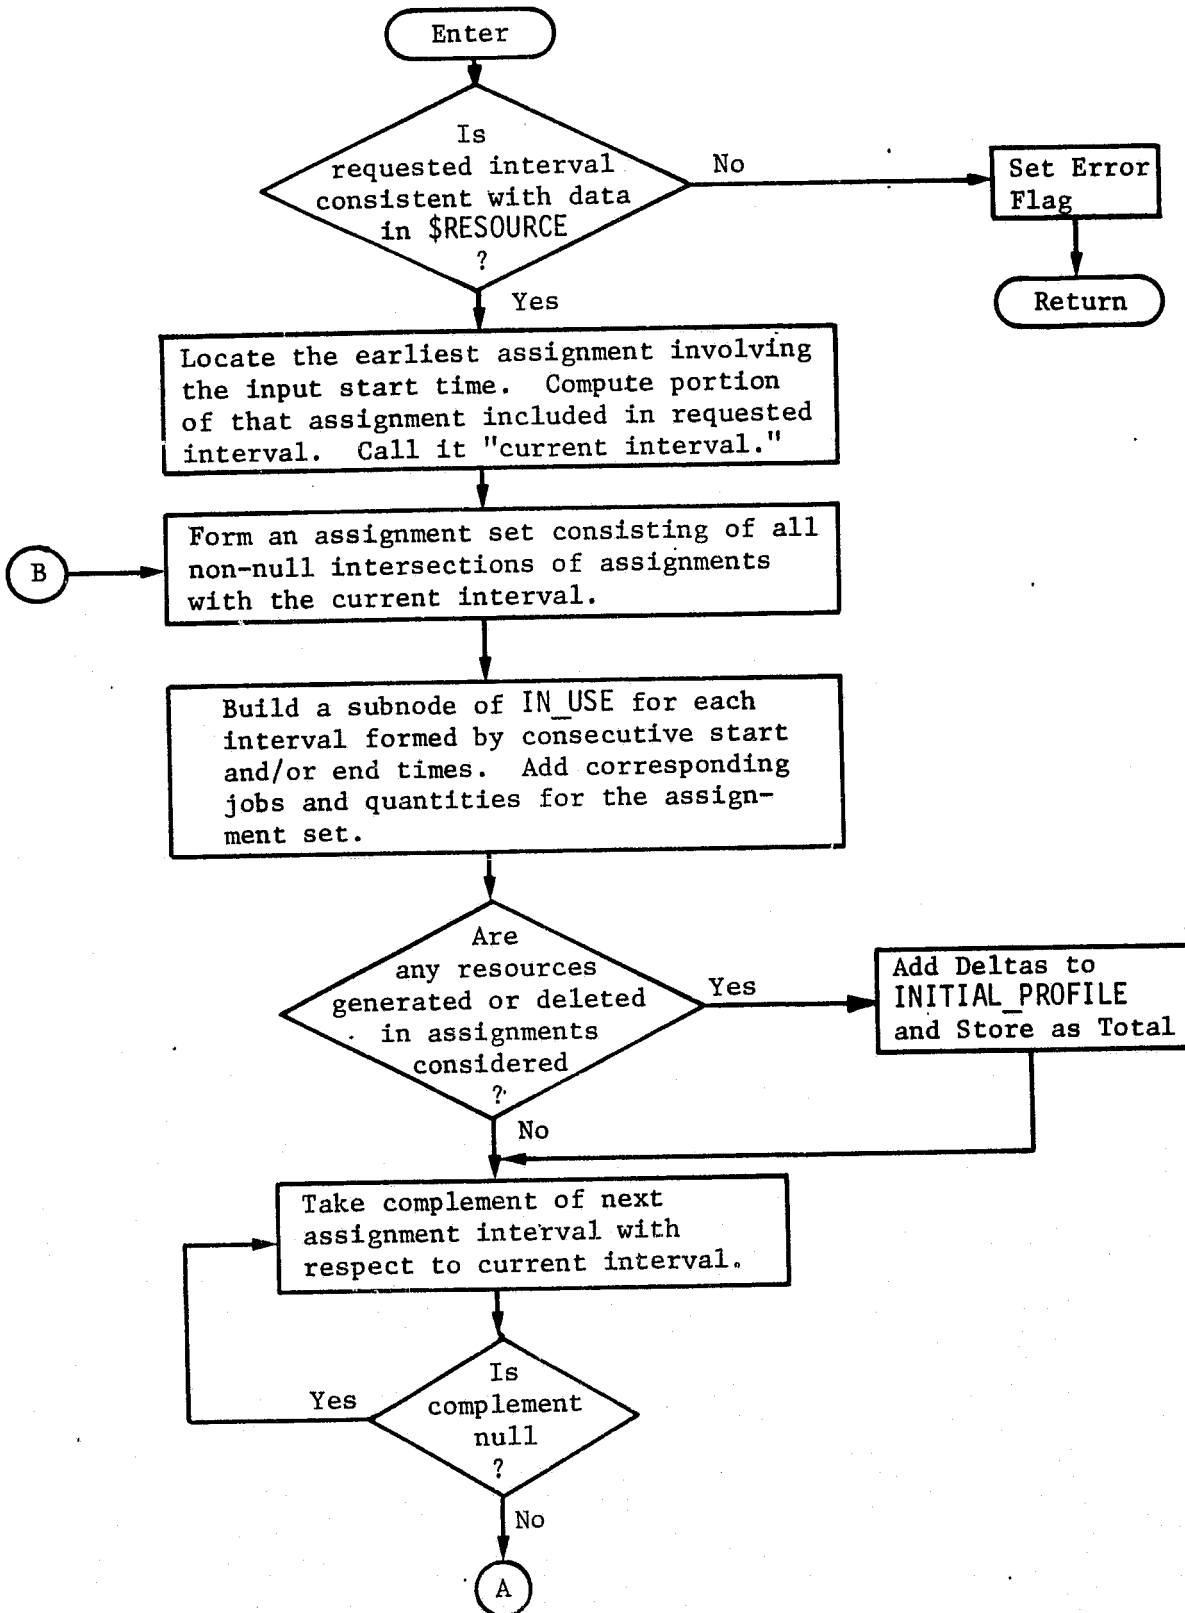 Enter
Is
requested interval
consistent with data
in $RESOURCE
?
No
Set Error
Flag
Return
Yes
Locate the earliest assignment involving
the input start time. Compute portion
of that assignment included in requested
interval. Call it "current interval."
B
Form an assignment set consisting of all
non-null intersections of assignments
with the current interval.
Build a subnode of IN_USE for each
interval formed by consecutive start
and/or end times. Add corresponding
jobs and quantities for the assign-
ment set.
Are
any resources
generated or deleted
in assignments
considered
?
Yes
Add Deltas to
INITIAL_PROFILE
and Store as Total
No
Take complement of next
assignment interval with
respect to current interval.
Is
complement
null
?
Yes
No
A